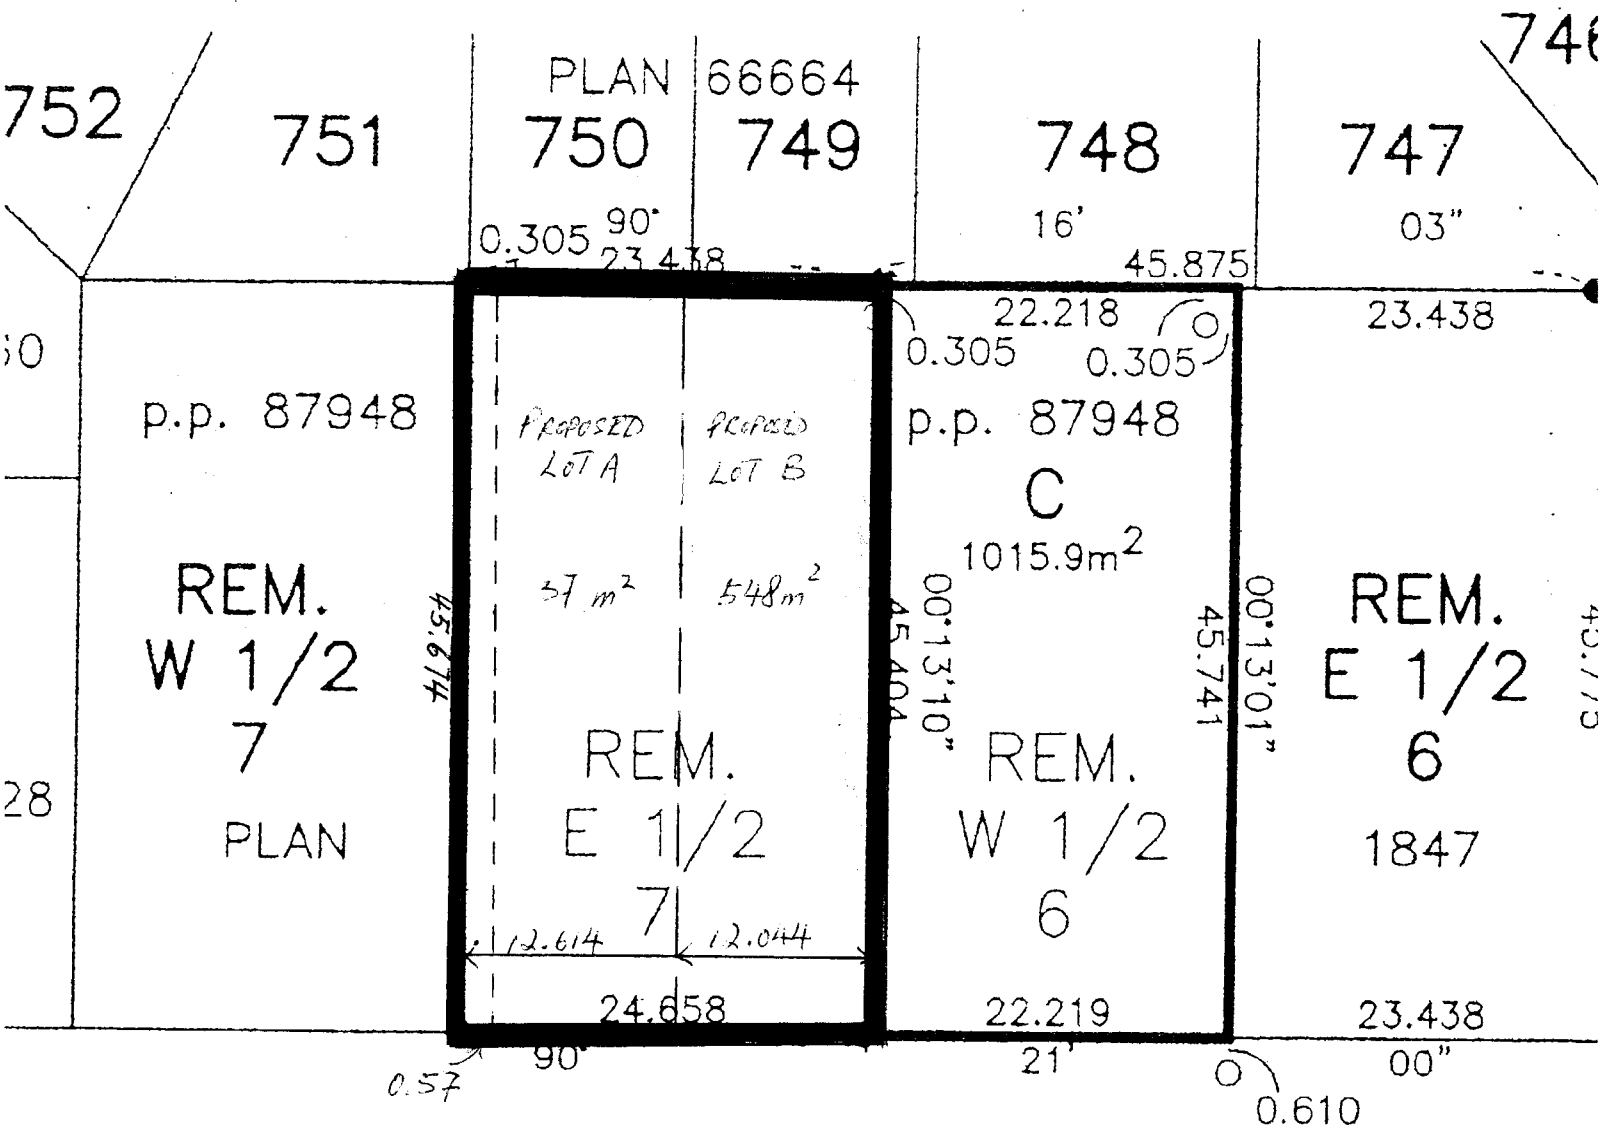 746
PLAN 66664
752
751
750
749
748
747
90°
16'
03"
0.305
23.438
45.875
22.218
23.438
0.305
0.305
p.p. 87948
PROPOSED
LOT A
PROPOSED
LOT B
p.p. 87948
C
1015.9m²
37 m²
548m²
REM.
W 1/2
7
PLAN
45.674
REM.
E 1/2
7
45.404
00°13'10"
REM.
W 1/2
6
45.741
00°13'01"
REM.
E 1/2
6
1847
45.775
28
12.614
12.044
24.658
22.219
23.438
90°
21'
00"
0.57
0.610